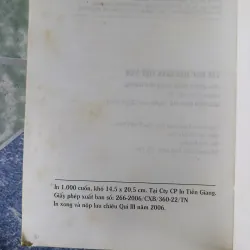 In 1.000 cuốn, khổ 14,5 x 20,5 cm. Tại Cty CP In Tiền Giang.
Giấy phép xuất bản số: 266-2006/CXB/360-22/TN
In xong và nộp lưu chiểu Quí III năm 2006.